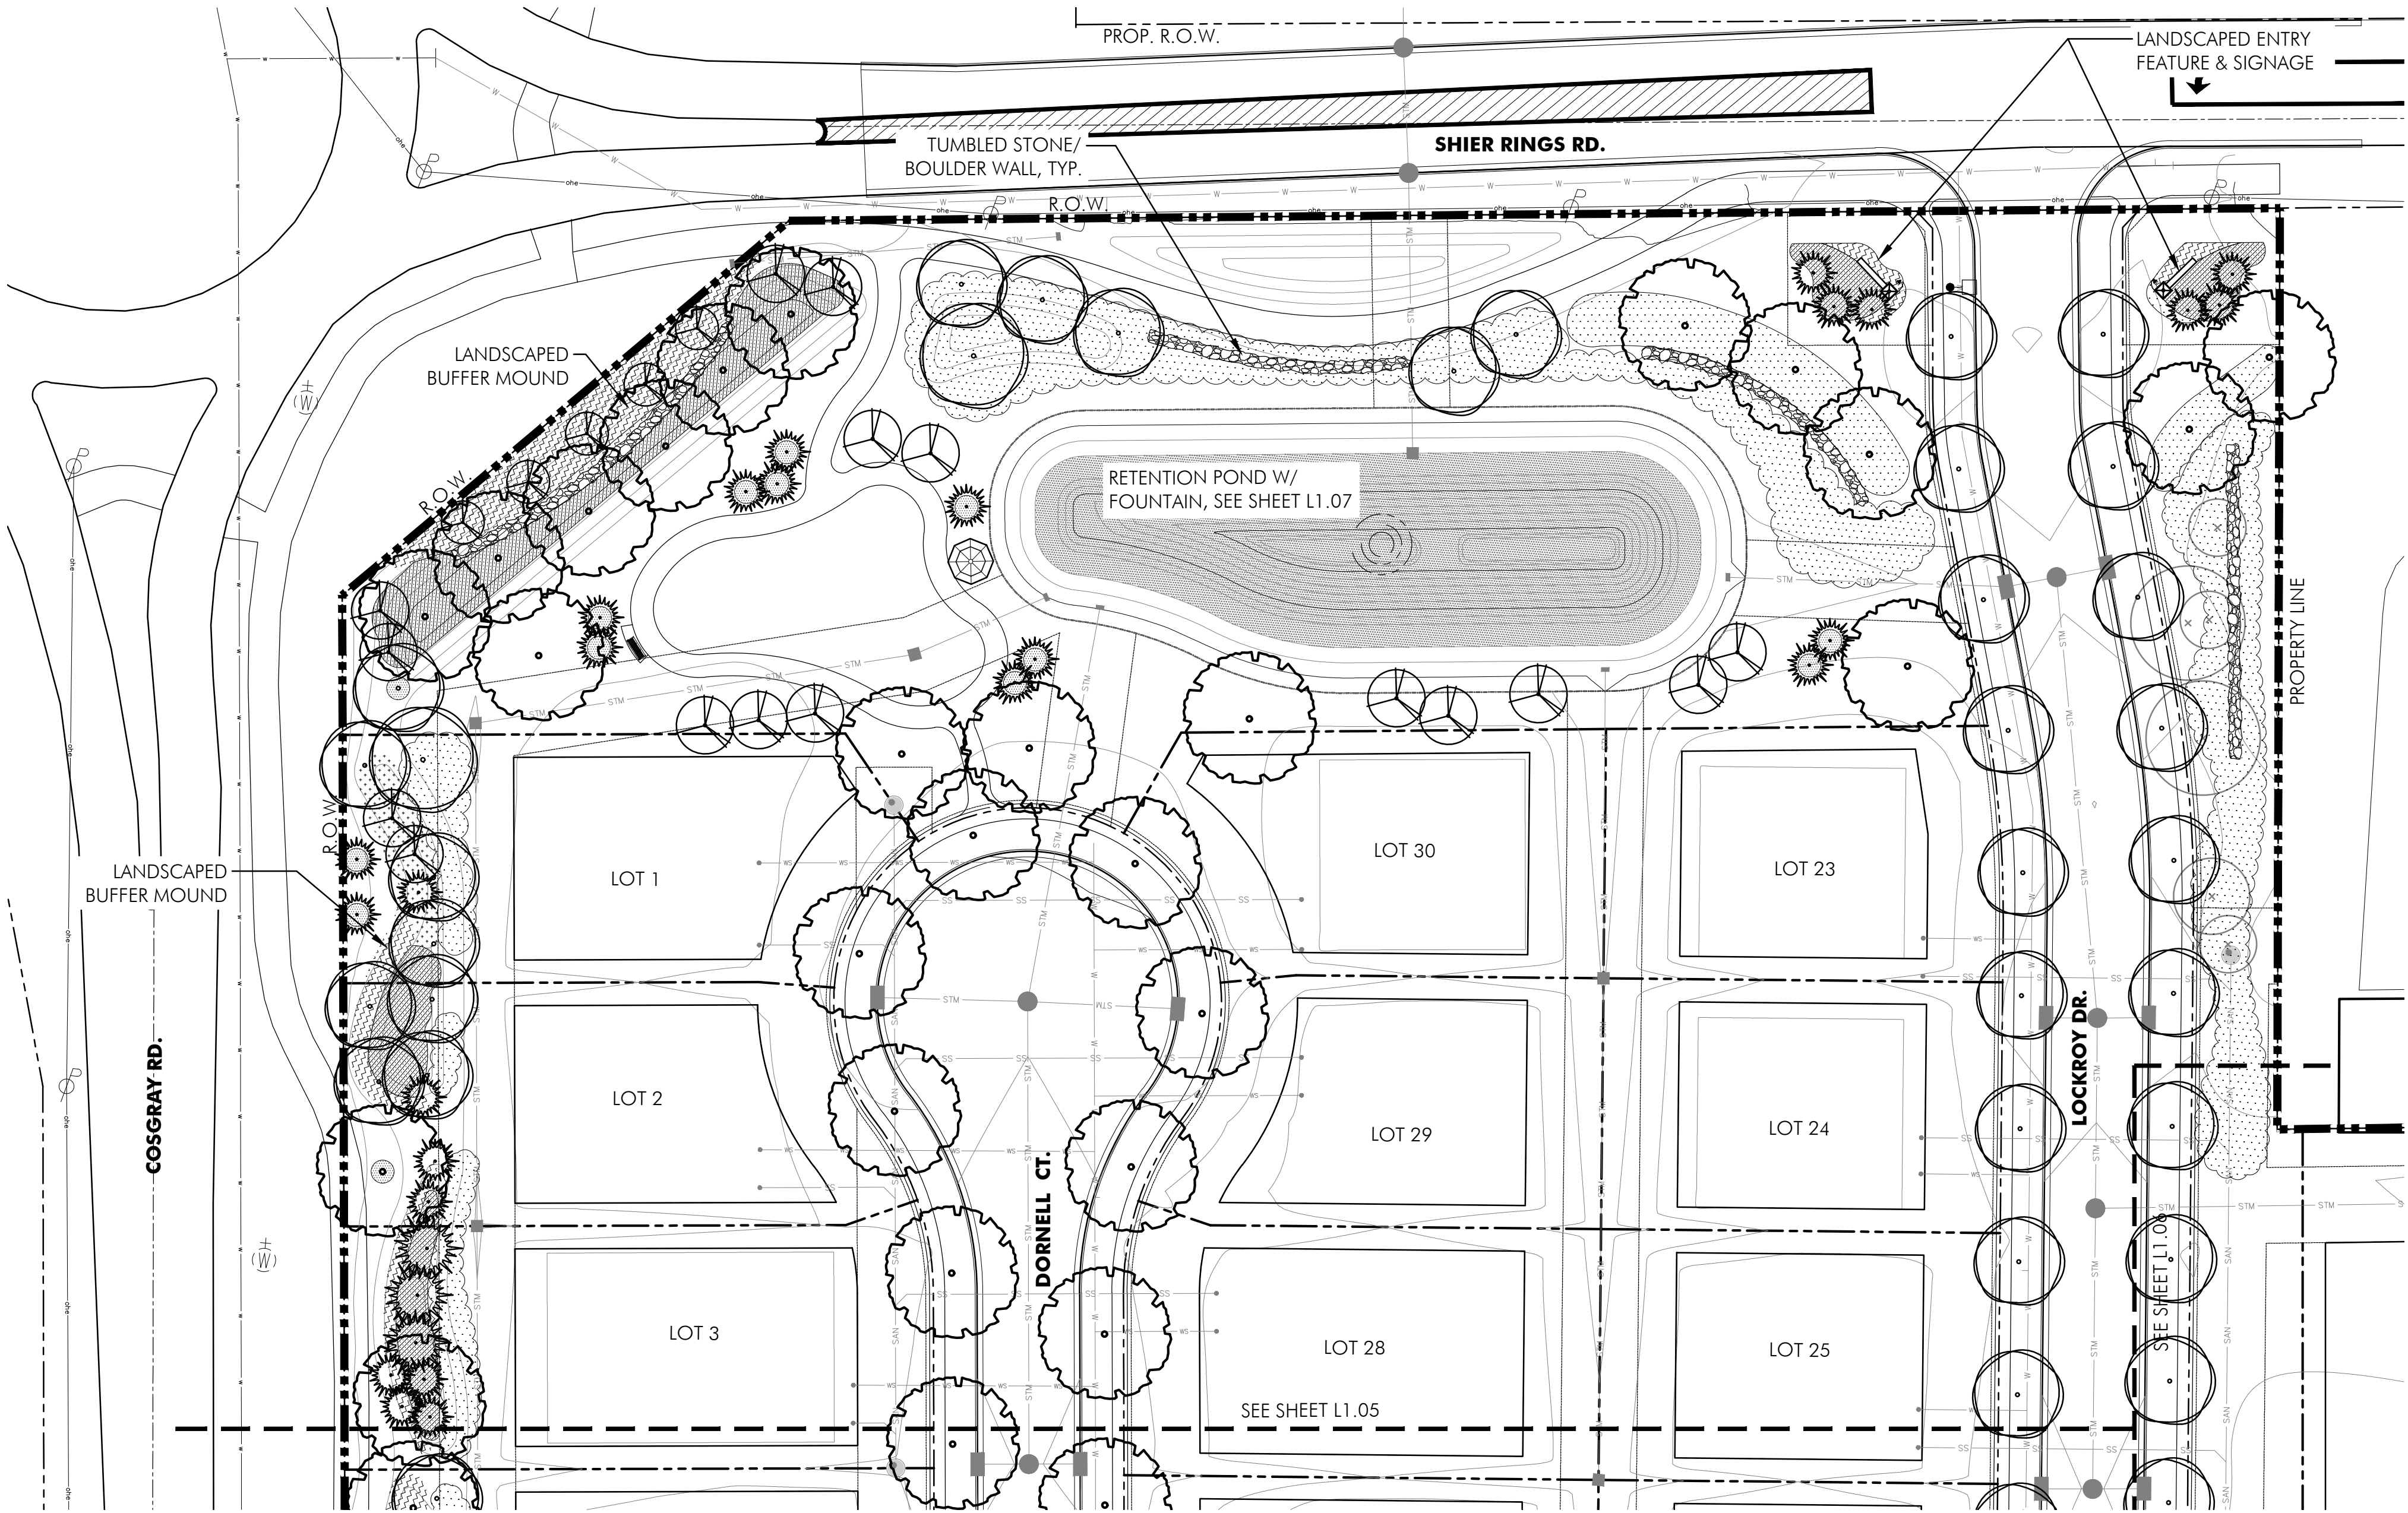 PROP. R.O.W.
LANDSCAPED ENTRY
FEATURE & SIGNAGE
TUMBLED STONE/
BOULDER WALL, TYP.
SHIER RINGS RD.
R.O.W.
LANDSCAPED
BUFFER MOUND
R.O.W.
RETENTION POND W/
FOUNTAIN, SEE SHEET L1.07
PROPERTY LINE
R.O.W.
LANDSCAPED
BUFFER MOUND
LOT 1
LOT 30
LOT 23
COSGRAY RD.
LOT 2
LOT 29
LOT 24
LOCKROY DR.
DORNELL CT.
LOT 3
LOT 28
LOT 25
SEE SHEET L1.06
SEE SHEET L1.05